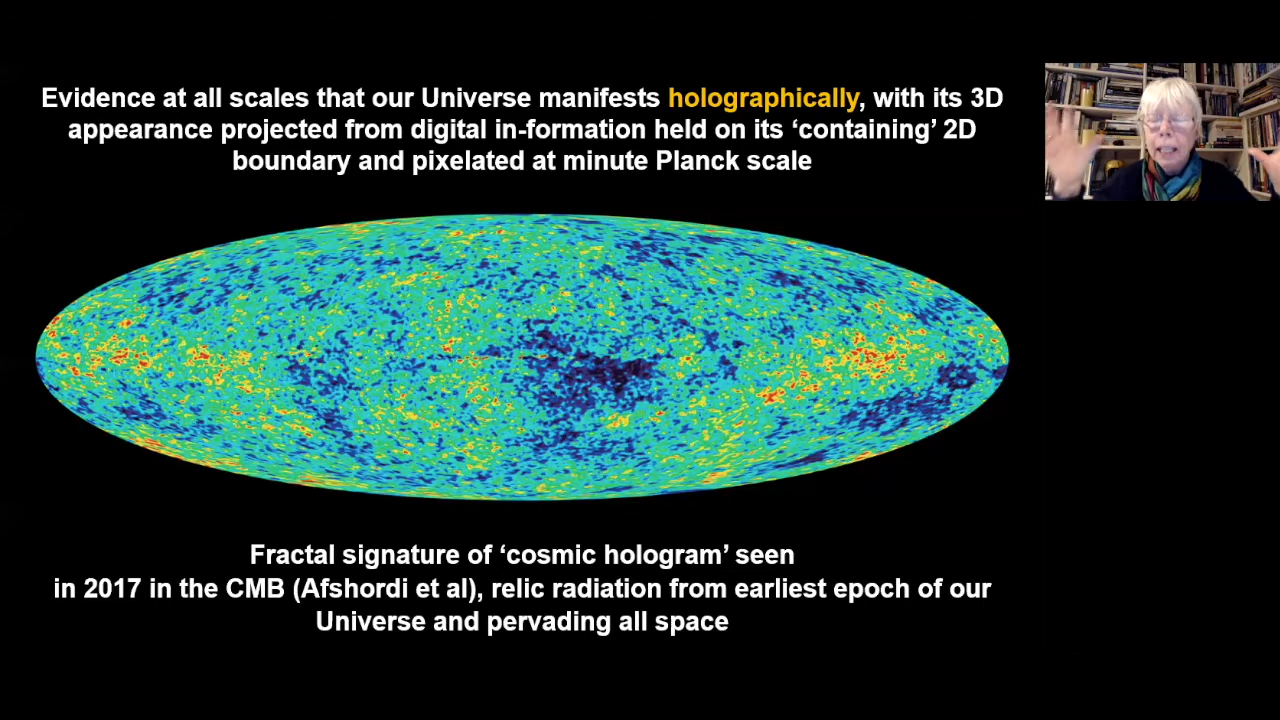 Evidence at all scales that our Universe manifests holographically, with its 3D
appearance projected from digital in-formation held on its ‘containing’ 2D
boundary and pixelated at minute Planck scale
Fractal signature of ‘cosmic hologram’ seen
in 2017 in the CMB (Afshordi et al), relic radiation from earliest epoch of our
Universe and pervading all space